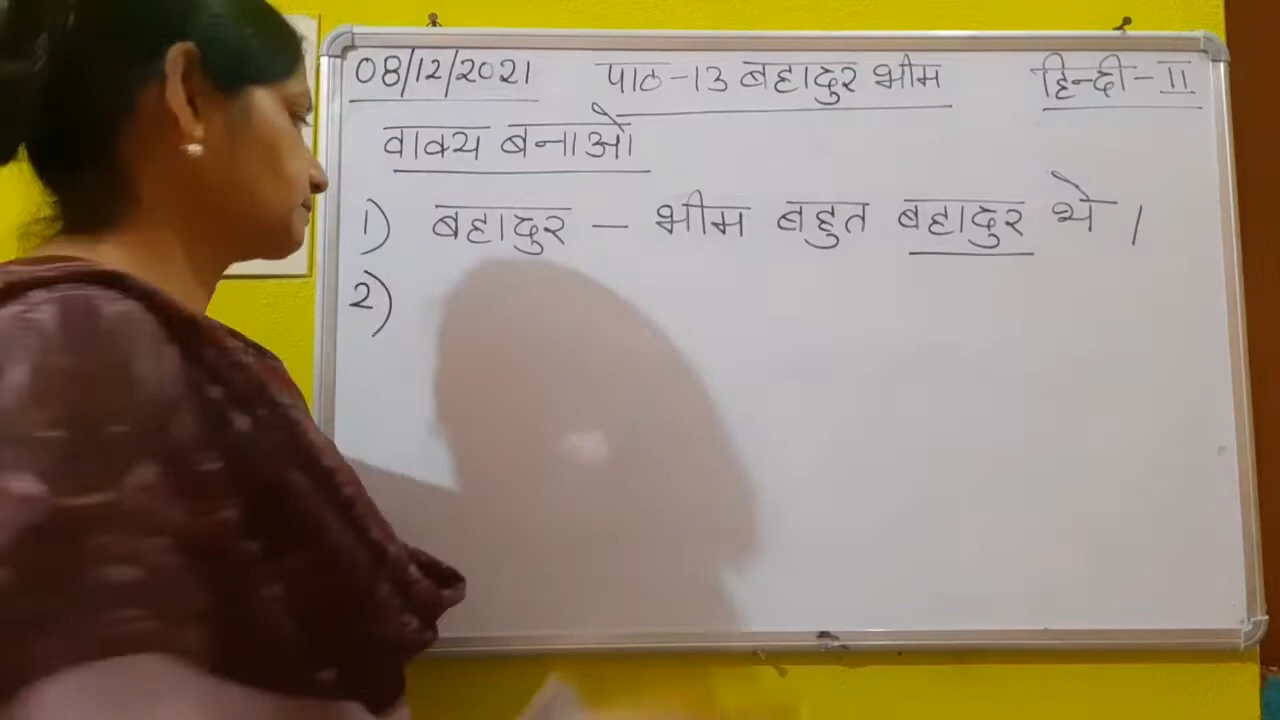 08/12/2021 पाठ-13 बहादुर भीम हिन्दी-II
वाक्य बनाओ
1) बहादुर - भीम बहुत बहादुर थे ।
2)